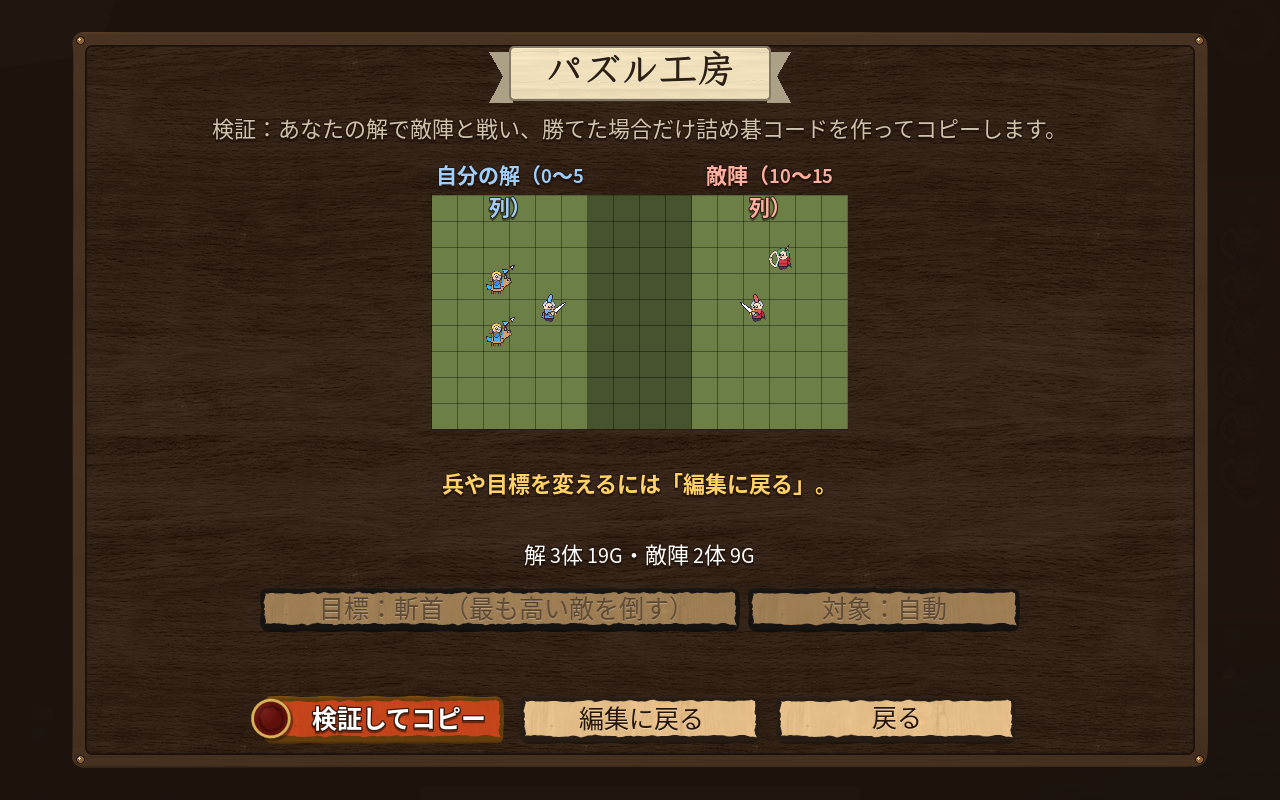 パズル工房
検証：あなたの解で敵陣と戦い、勝てた場合だけ詰め碁コードを作ってコピーします。
自分の解（0〜5
列）
敵陣（10〜15
列）
兵や目標を変えるには「編集に戻る」。
解 3体 19G・敵陣 2体 9G
目標：斬首（最も高い敵を倒す）
対象：自動
検証してコピー
編集に戻る
戻る